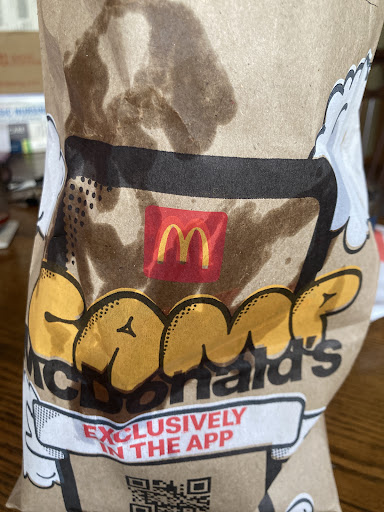 CAMP
McDonald's
EXCLUSIVELY
IN THE APP